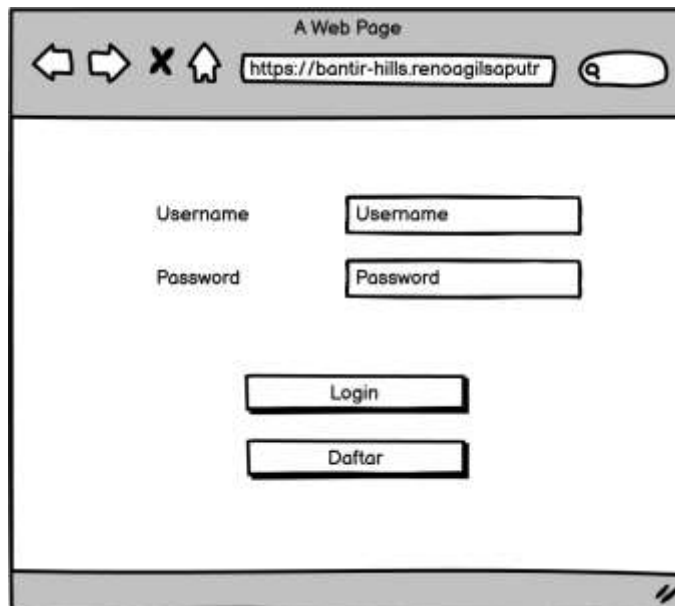 A Web Page
https://bantir-hills.renoagilsaputr
Username Username
Password Password
Login
Daftar